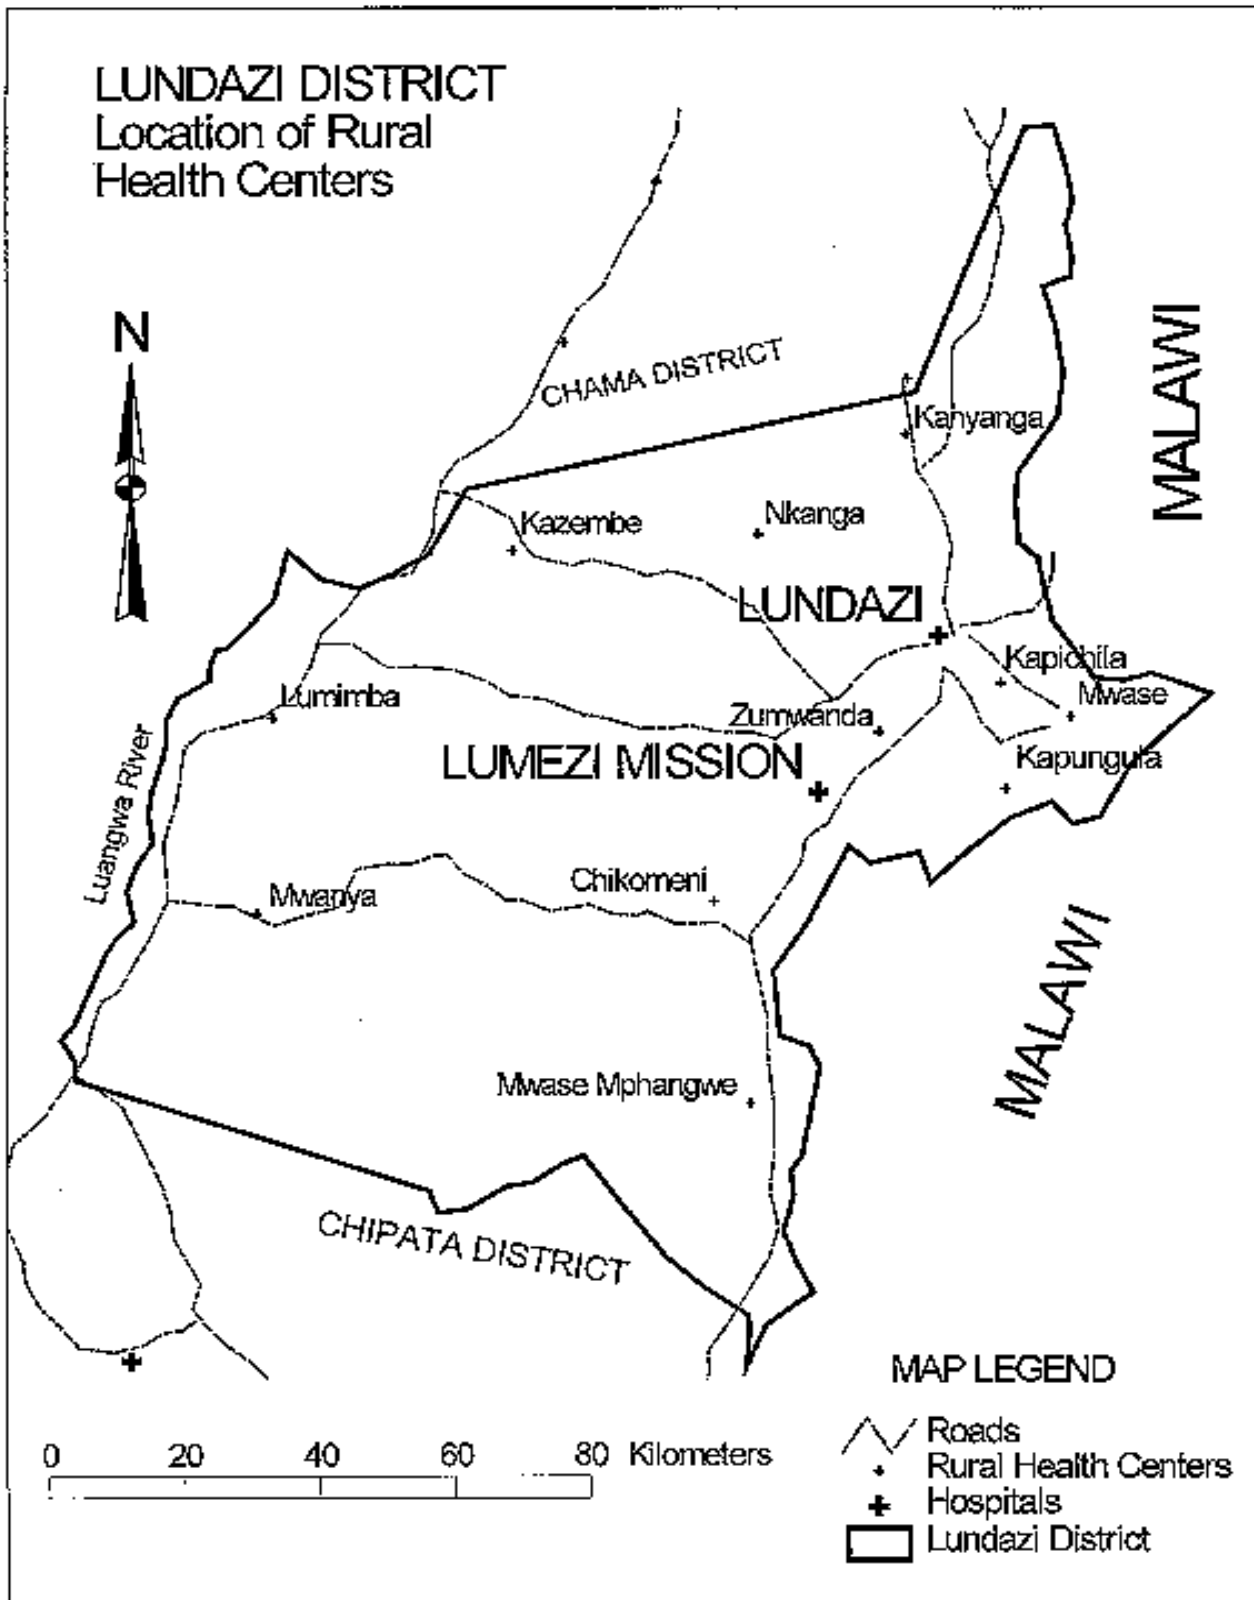 LUNDAZI DISTRICT
Location of Rural
Health Centers
N
CHAMA DISTRICT
MALAWI
Kanyanga
Kazembe
Nkanga
LUNDAZI
Kapichila
Lumimba
Mwase
Zumwanda
LUMEZI MISSION
Kapungula
Luangwa River
Chikomeni
Mwanya
MALAWI
Mwase Mphangwe
CHIPATA DISTRICT
MAP LEGEND
Roads
Rural Health Centers
Hospitals
Lundazi District
0 20 40 60 80 Kilometers